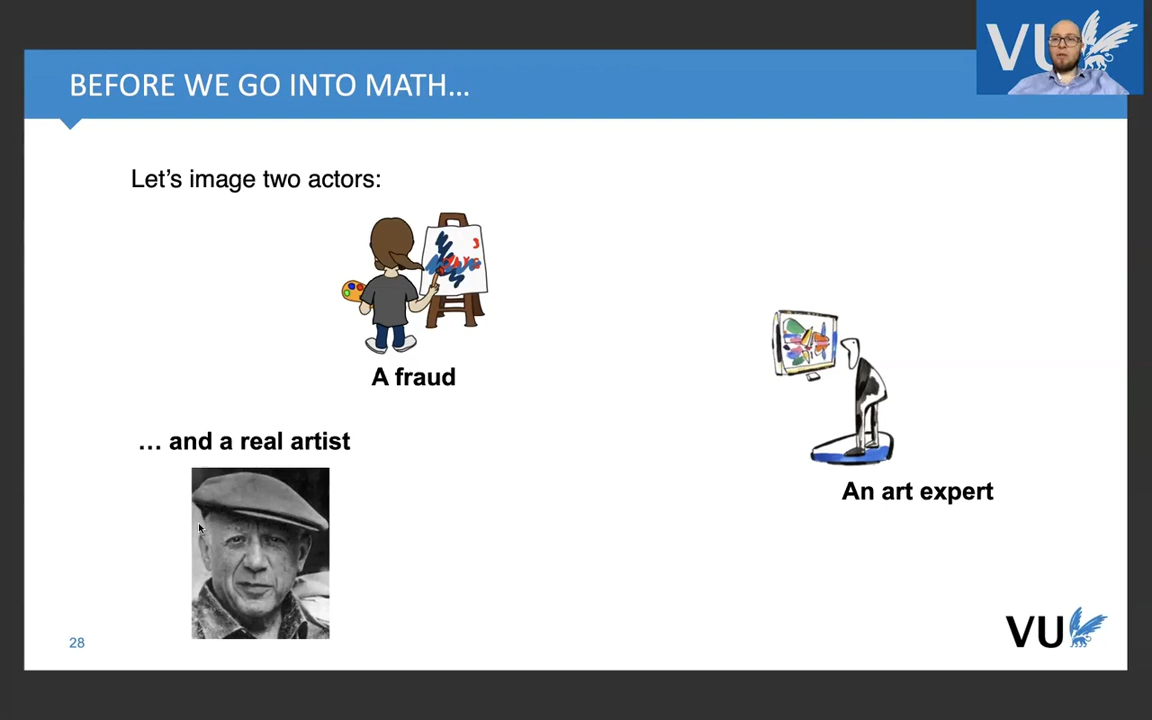 VU
BEFORE WE GO INTO MATH...
Let's image two actors:
A fraud
... and a real artist
An art expert
28
VU